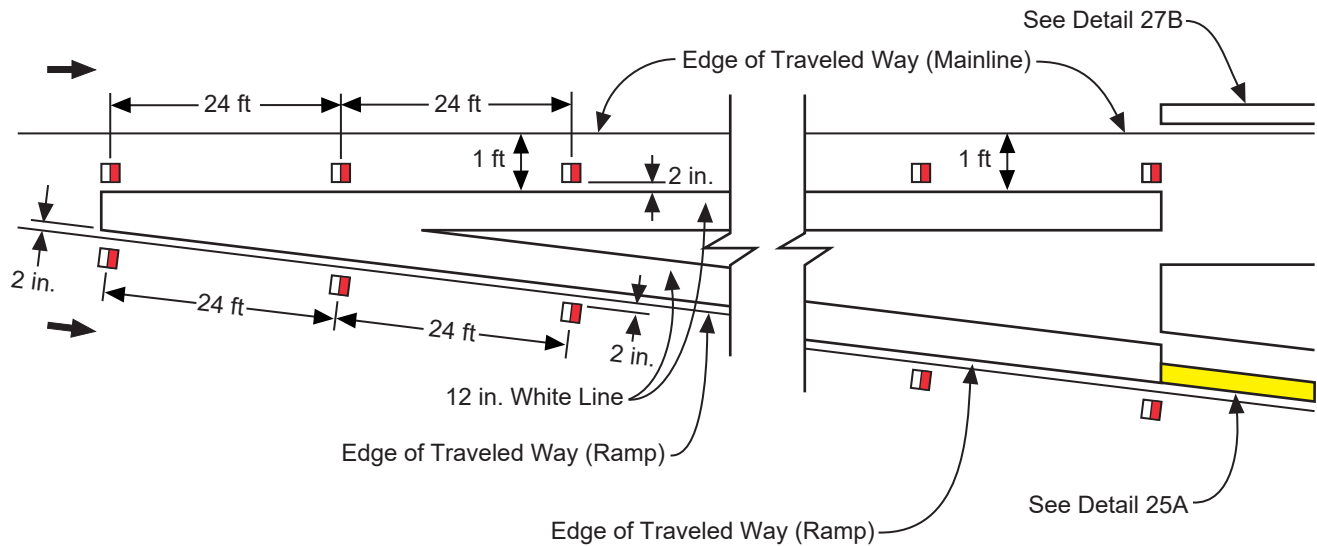 See Detail 27B
Edge of Traveled Way (Mainline)
24 ft
24 ft
1 ft
2 in.
1 ft
2 in.
24 ft
24 ft
2 in.
12 in. White Line
Edge of Traveled Way (Ramp)
See Detail 25A
Edge of Traveled Way (Ramp)